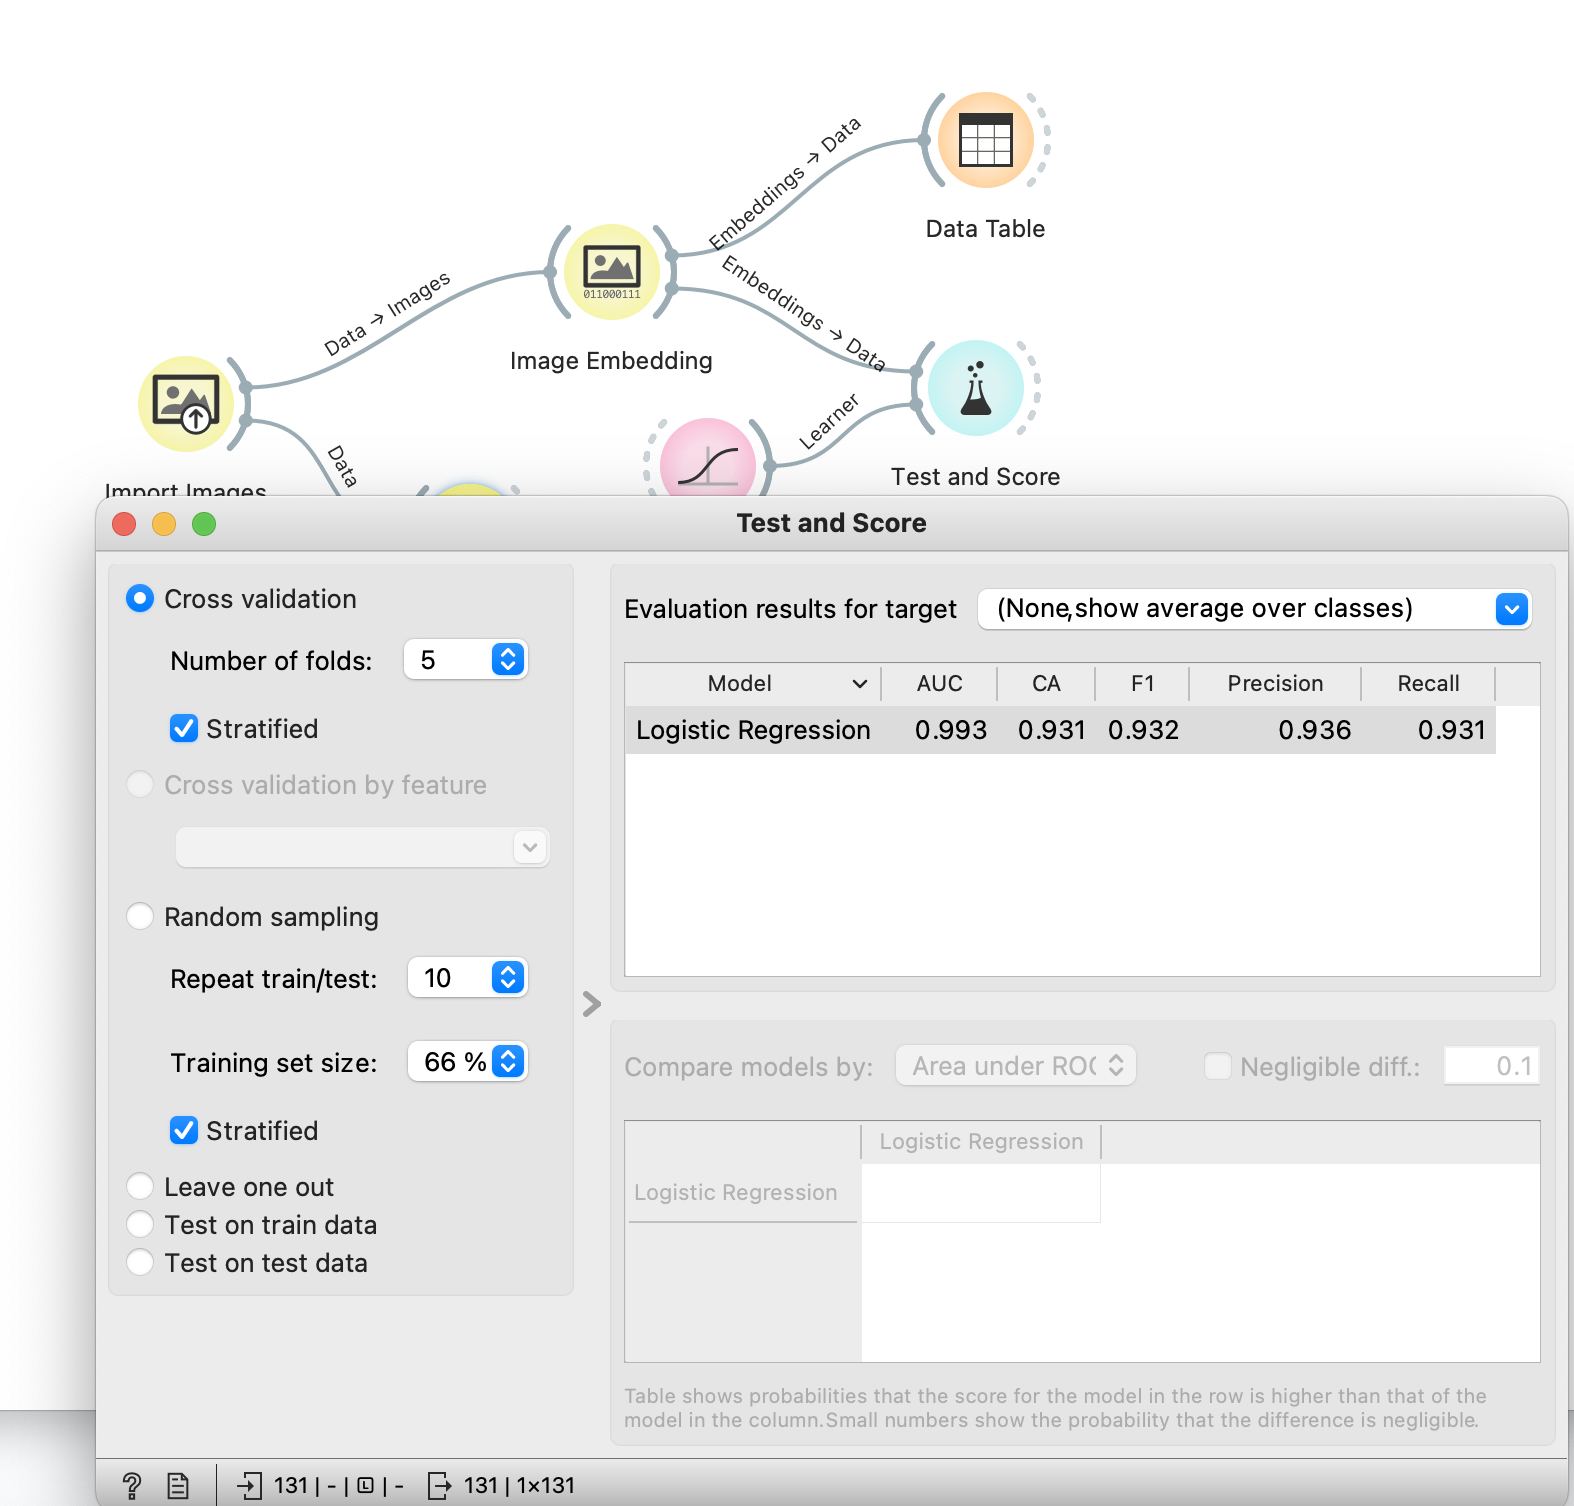 Embeddings → Data
Data Table
Data → Images
011000111
Image Embedding
Embeddings → Data
Data
Learner
Import Images
Test and Score
Test and Score
Cross validation
Number of folds: 5
Stratified
Cross validation by feature
Random sampling
Repeat train/test: 10
Training set size: 66 %
Stratified
Leave one out
Test on train data
Test on test data
Evaluation results for target (None,show average over classes)
Model AUC CA F1 Precision Recall
Logistic Regression 0.993 0.931 0.932 0.936 0.931
Compare models by: Area under ROC Negligible diff.: 0.1
Logistic Regression
Logistic Regression
Table shows probabilities that the score for the model in the row is higher than that of the
model in the column.Small numbers show the probability that the difference is negligible.
? 131 | - | L | - 131 | 1×131